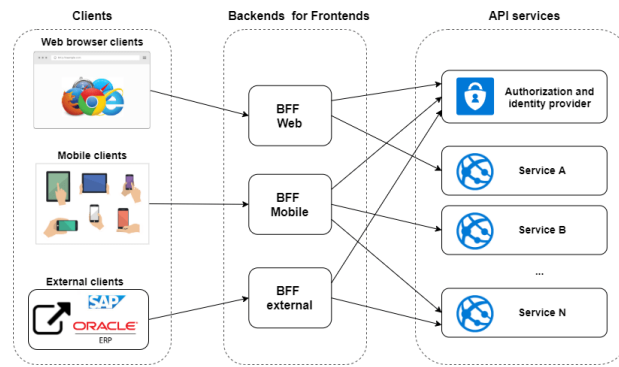 Clients
Backends for Frontends
API services
Web browser clients
BFF
Web
Authorization and
identity provider
Mobile clients
BFF
Mobile
Service A
Service B
...
External clients
SAP
ORACLE
ERP
BFF
external
Service N